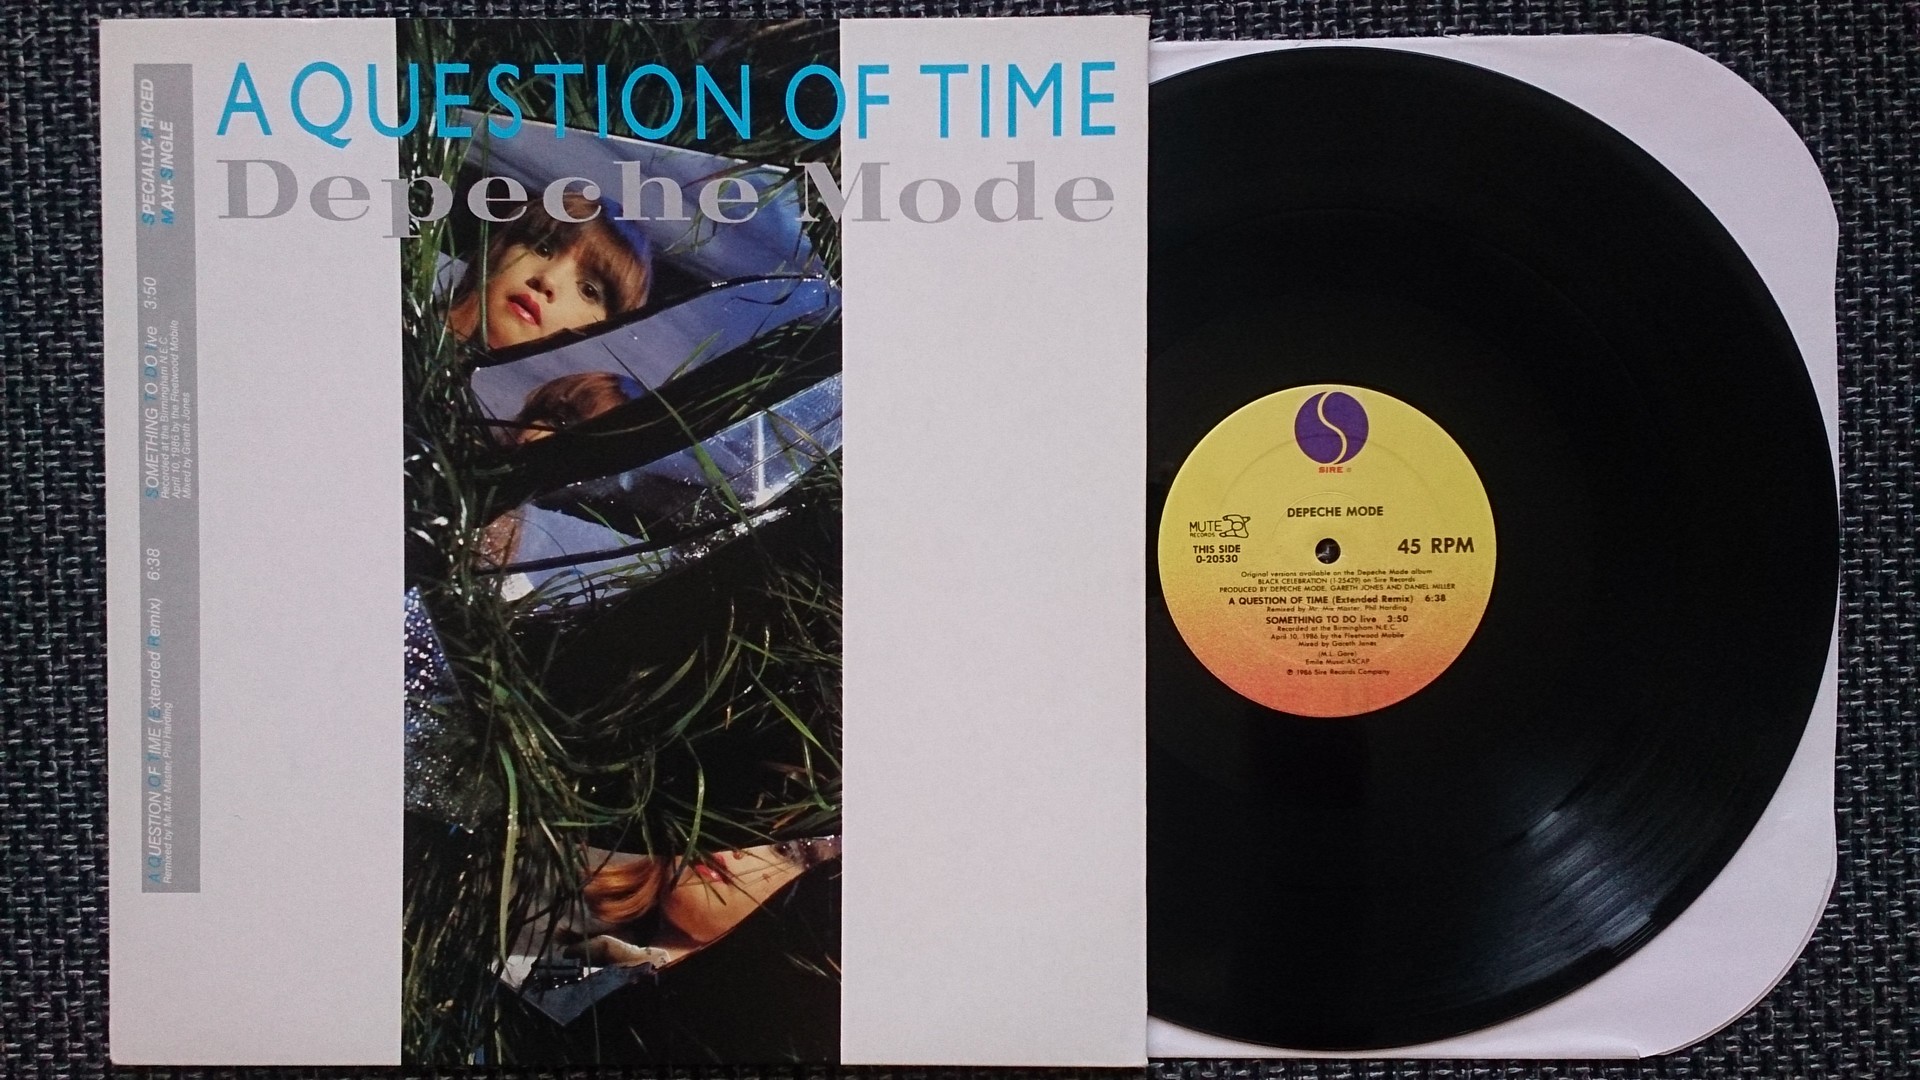 A QUESTION OF TIME
Depeche Mode
SPECIALLY-PRICED
MAXI-SINGLE
A QUESTION OF TIME (Extended Remix) 6:38
Remixed by Mr Mix Master, Phil Harding
SOMETHING TO DO live 3:50
Recorded at the Birmingham N.E.C.
April 10, 1986 by the Fleetwood Mobile
Mixed by Gareth Jones
SIRE ®
DEPECHE MODE
MUTE
RECORDS
THIS SIDE
0-20530
45 RPM
Original versions available on the Depeche Mode album
BLACK CELEBRATION (1-25429) on Sire Records
PRODUCED BY DEPECHE MODE, GARETH JONES AND DANIEL MILLER
A QUESTION OF TIME (Extended Remix) 6:38
Remixed by Mr. Mix Master, Phil Harding
SOMETHING TO DO live 3:50
Recorded at the Birmingham N.E.C.
April 10, 1986 by the Fleetwood Mobile
Mixed by Gareth Jones
(M.L. Gore)
Emile Music-ASCAP
℗ 1986 Sire Records Company